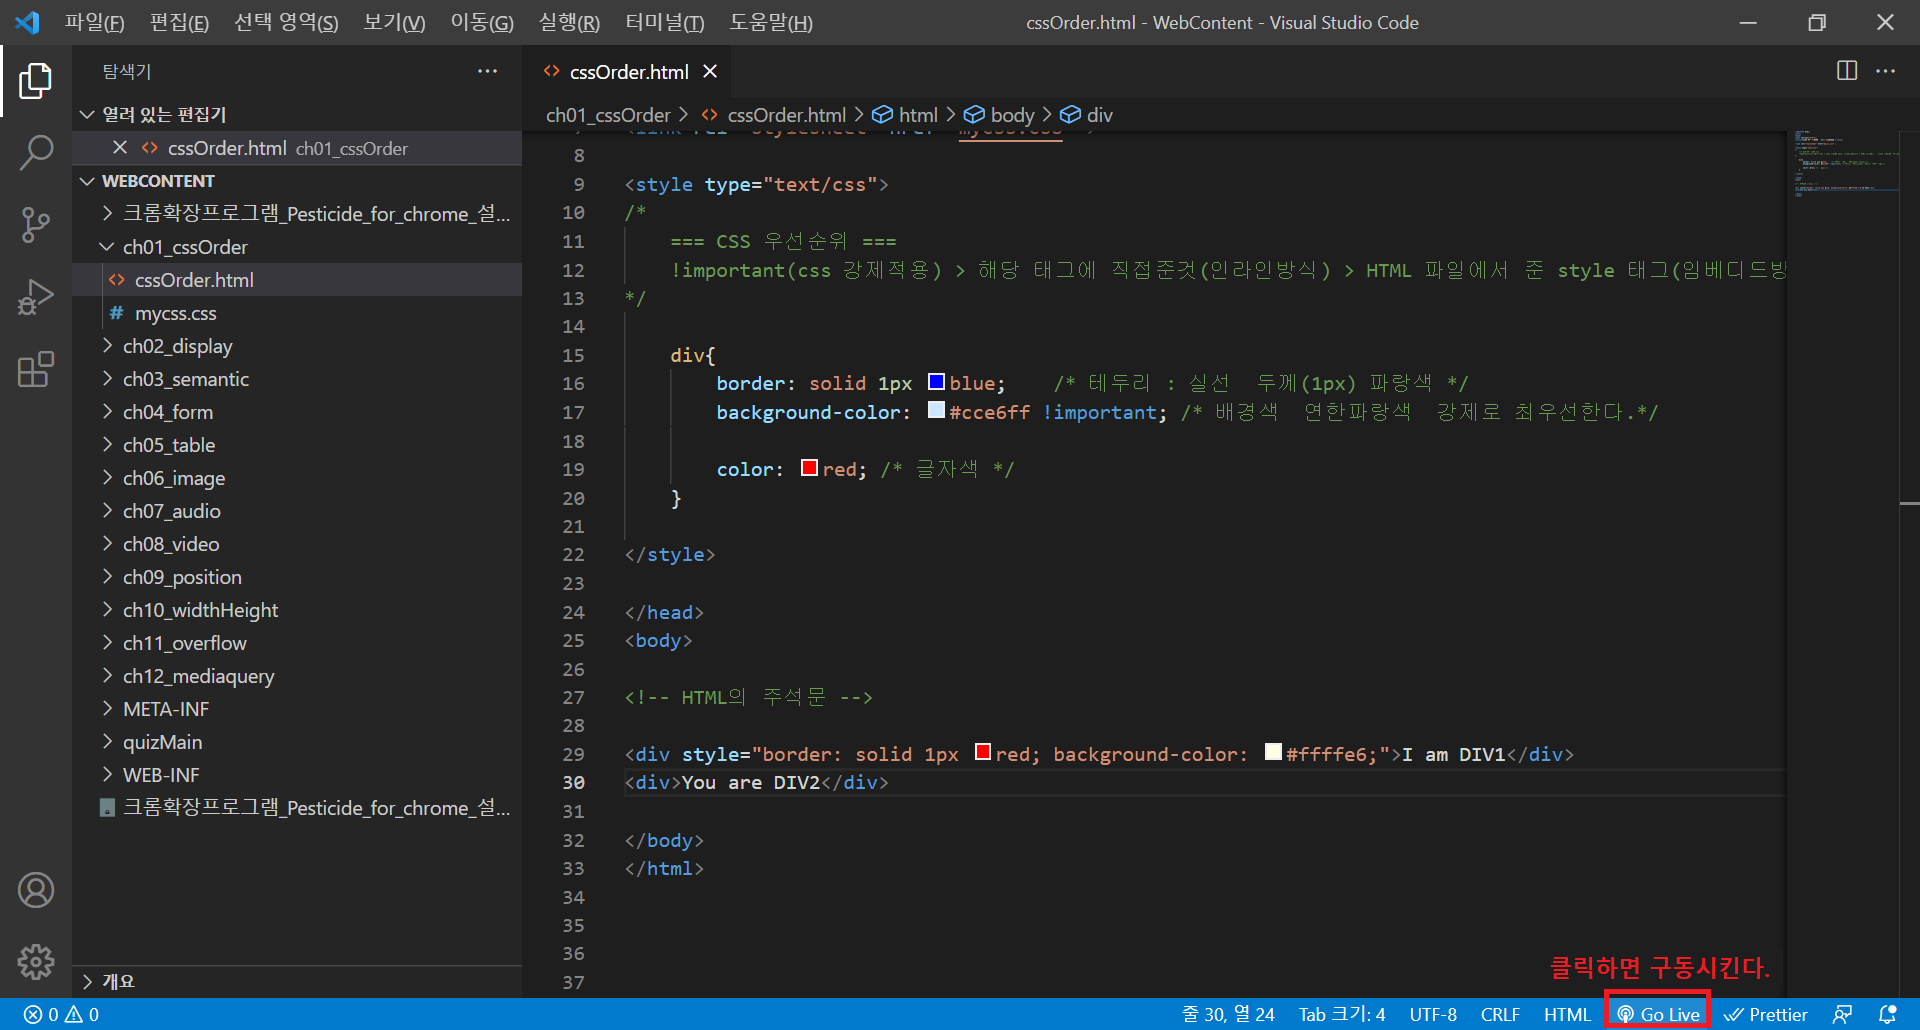 파일(F) 편집(E) 선택 영역(S) 보기(V) 이동(G) 실행(R) 터미널(T) 도움말(H)
cssOrder.html - WebContent - Visual Studio Code
탐색기
열려 있는 편집기
cssOrder.html ch01_cssOrder
WEBCONTENT
크롬확장프로그램_Pesticide_for_chrome_설...
ch01_cssOrder
cssOrder.html
mycss.css
ch02_display
ch03_semantic
ch04_form
ch05_table
ch06_image
ch07_audio
ch08_video
ch09_position
ch10_widthHeight
ch11_overflow
ch12_mediaquery
META-INF
quizMain
WEB-INF
크롬확장프로그램_Pesticide_for_chrome_설...
개요
cssOrder.html
ch01_cssOrder > cssOrder.html > html > body > div
8
9 <style type="text/css">
10 /*
11 === CSS 우선순위 ===
12 !important(css 강제적용) > 해당 태그에 직접준것(인라인방식) > HTML 파일에서 준 style 태그(임베디드방
13 */
14
15 div{
16 border: solid 1px blue; /* 테두리 : 실선 두께(1px) 파랑색 */
17 background-color: #cce6ff !important; /* 배경색 연한파랑색 강제로 최우선한다.*/
18
19 color: red; /* 글자색 */
20 }
21
22 </style>
23
24 </head>
25 <body>
26
27 <!-- HTML의 주석문 -->
28
29 <div style="border: solid 1px red; background-color: #ffffe6;">I am DIV1</div>
30 <div>You are DIV2</div>
31
32 </body>
33 </html>
34
35
36
37
클릭하면 구동시킨다.
0 0
줄 30, 열 24 Tab 크기: 4 UTF-8 CRLF HTML Go Live Prettier